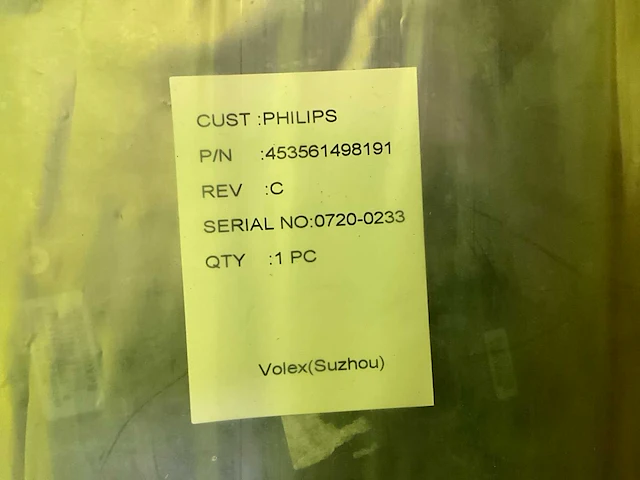 CUST :PHILIPS
P/N :453561498191
REV :C
SERIAL NO:0720-0233
QTY :1 PC
Volex(Suzhou)